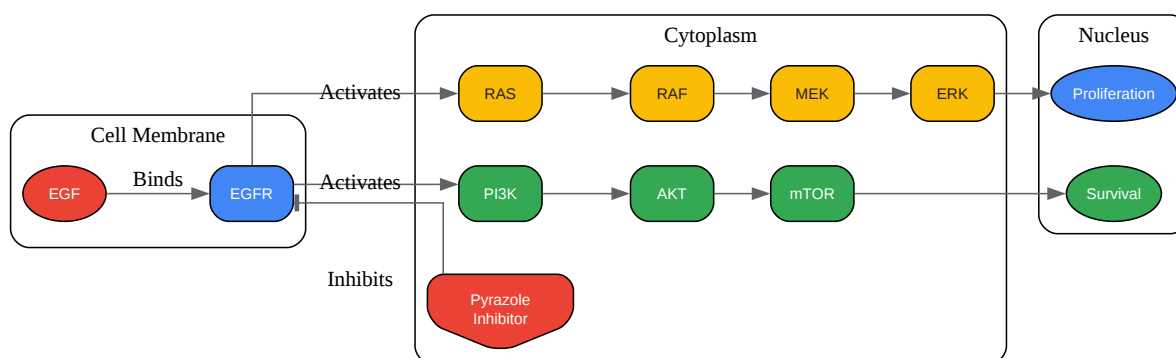 Cytoplasm
Nucleus
Activates
RAS
RAF
MEK
ERK
Proliferation
Cell Membrane
EGF
Binds
EGFR
Activates
PI3K
AKT
mTOR
Survival
Inhibits
Pyrazole
Inhibitor